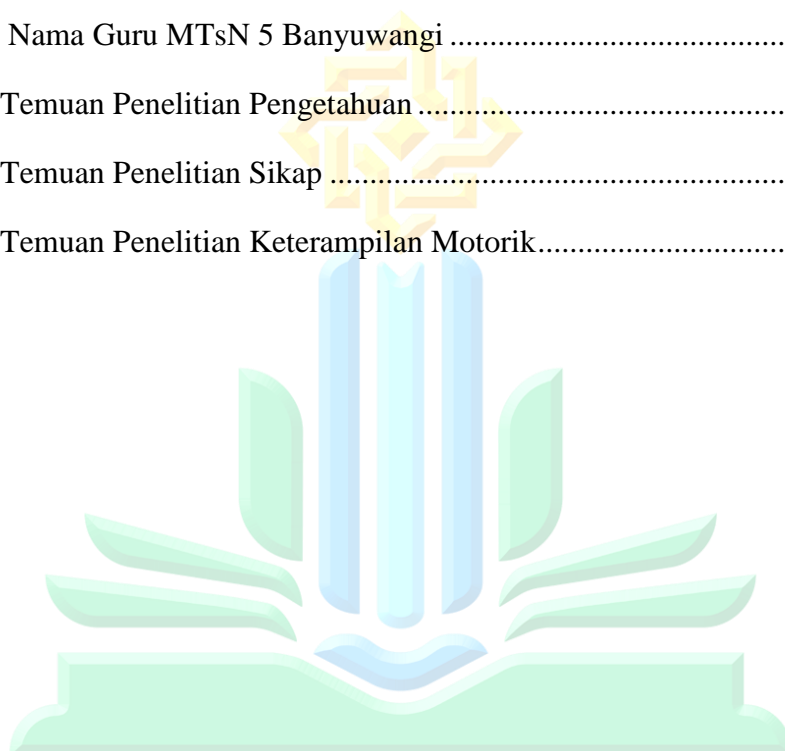 Nama Guru MTsN 5 Banyuwangi ..........................................
Temuan Penelitian Pengetahuan ..............................................
Temuan Penelitian Sikap .........................................................
Temuan Penelitian Keterampilan Motorik...............................